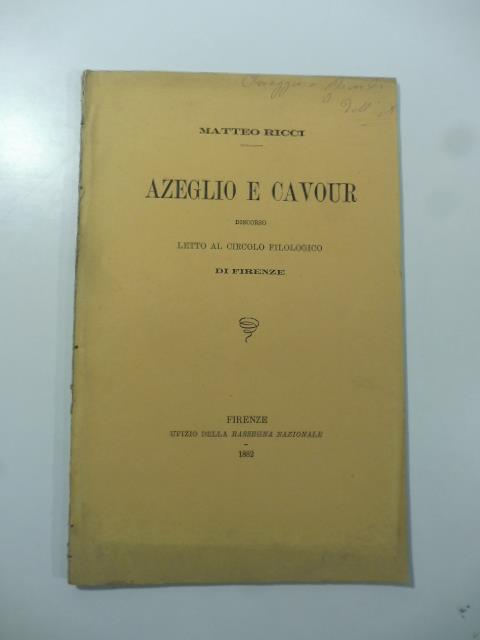 MATTEO RICCI
AZEGLIO E CAVOUR
DISCORSO
LETTO AL CIRCOLO FILOLOGICO
DI FIRENZE
FIRENZE
UFIZIO DELLA RASSEGNA NAZIONALE
-
1882